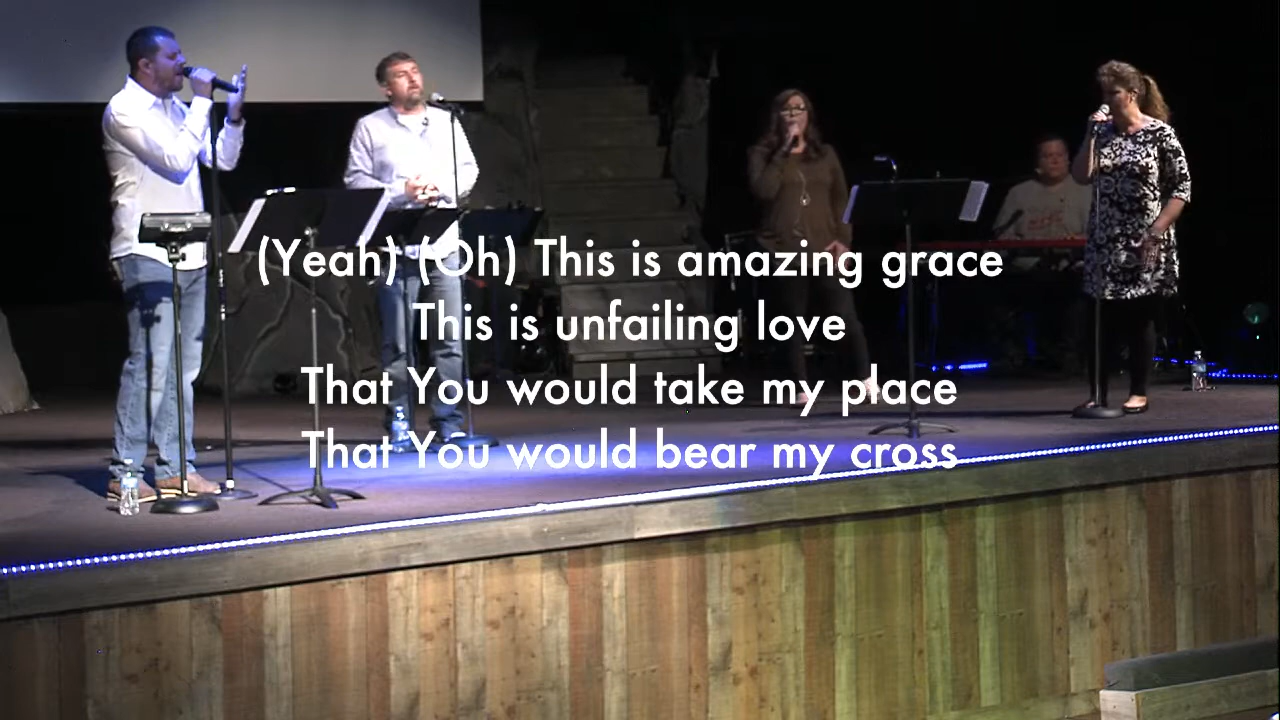 (Yeah) (Oh) This is amazing grace
This is unfailing love
That You would take my place
That You would bear my cross